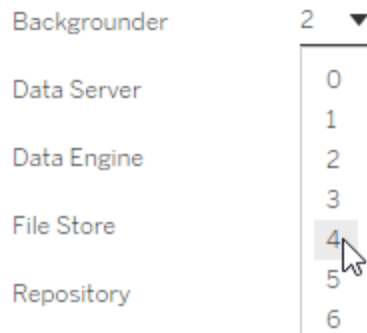 Backgrounder 2
0
Data Server
1
Data Engine 2
3
File Store
4
5
Repository
6